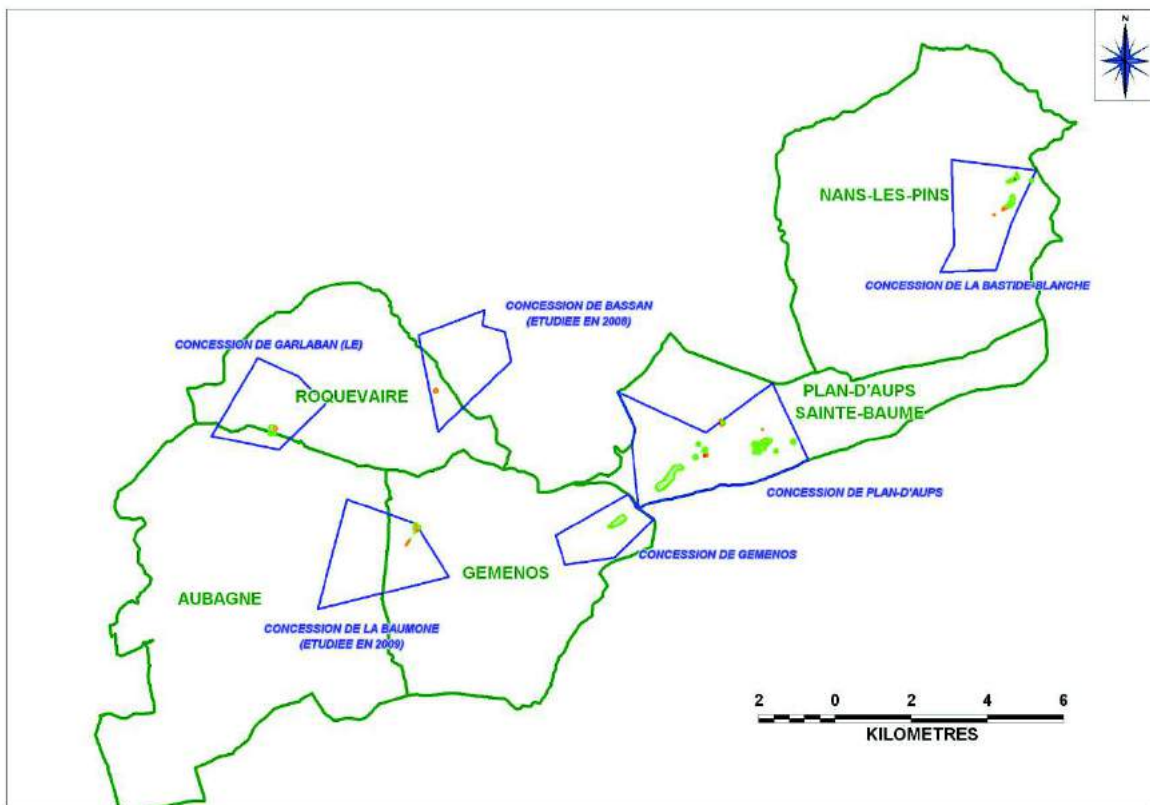 N
NANS-LES-PINS
CONCESSION DE LA BASTIDE BLANCHE
CONCESSION DE BASSAN
(ETUDIEE EN 2008)
CONCESSION DE GARLABAN (LE)
ROQUEVAIRE
PLAN-D'AUPS
SAINTE-BAUME
CONCESSION DE PLAN-D'AUPS
CONCESSION DE GEMENOS
GEMENOS
AUBAGNE
CONCESSION DE LA BAUMONE
(ETUDIEE EN 2009)
2 0 2 4 6
KILOMETRES